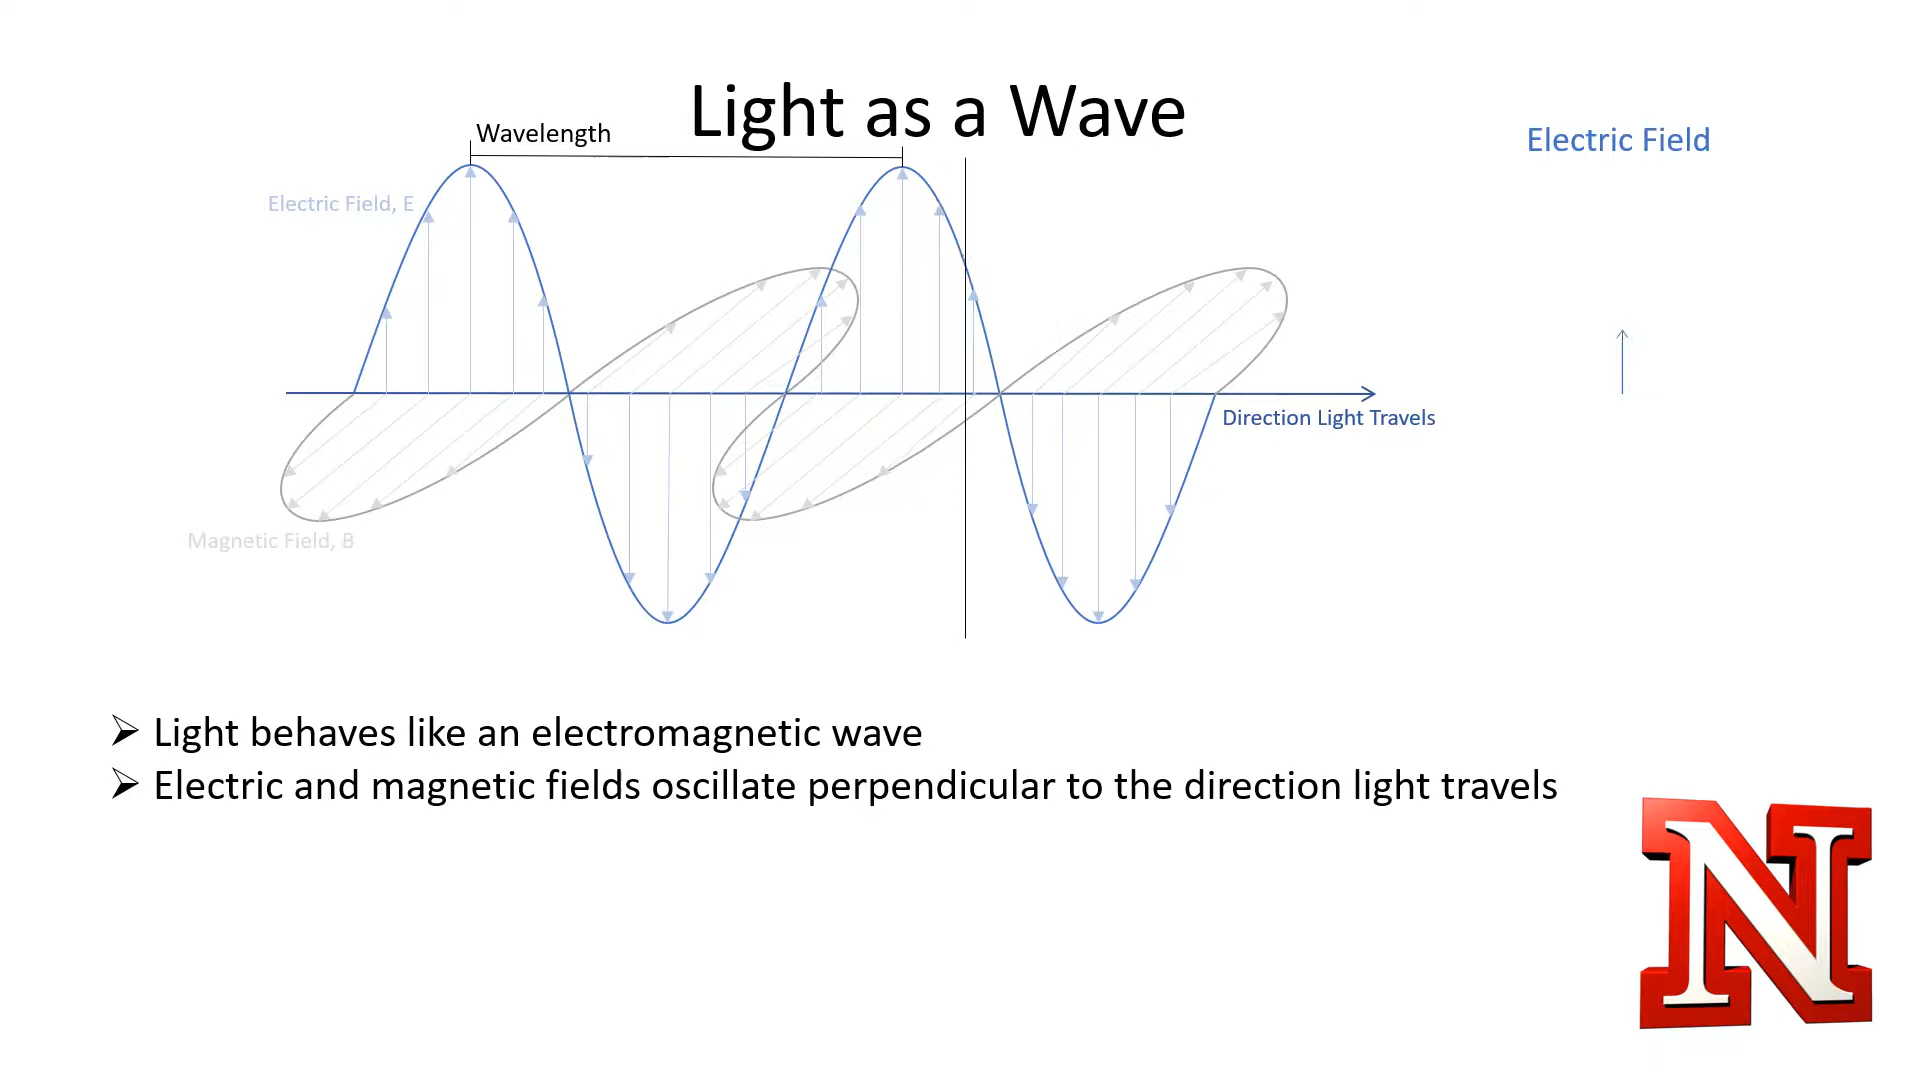 Light as a Wave
Wavelength
Electric Field
Electric Field, E
Direction Light Travels
Magnetic Field, B
Light behaves like an electromagnetic wave
Electric and magnetic fields oscillate perpendicular to the direction light travels
N